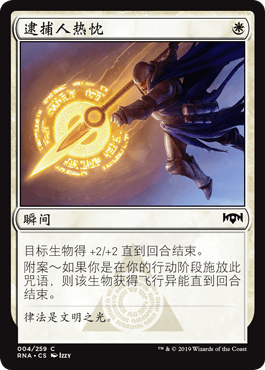 逮捕人热忱
瞬间
目标生物得+2/+2直到回合结束。
附案～如果你是在你的行动阶段施放此
咒语，则该生物获得飞行异能直到回合
结束。
律法是文明之光。
004/259 C
RNA • CS Izzy
™ & © 2019 Wizards of the Coast